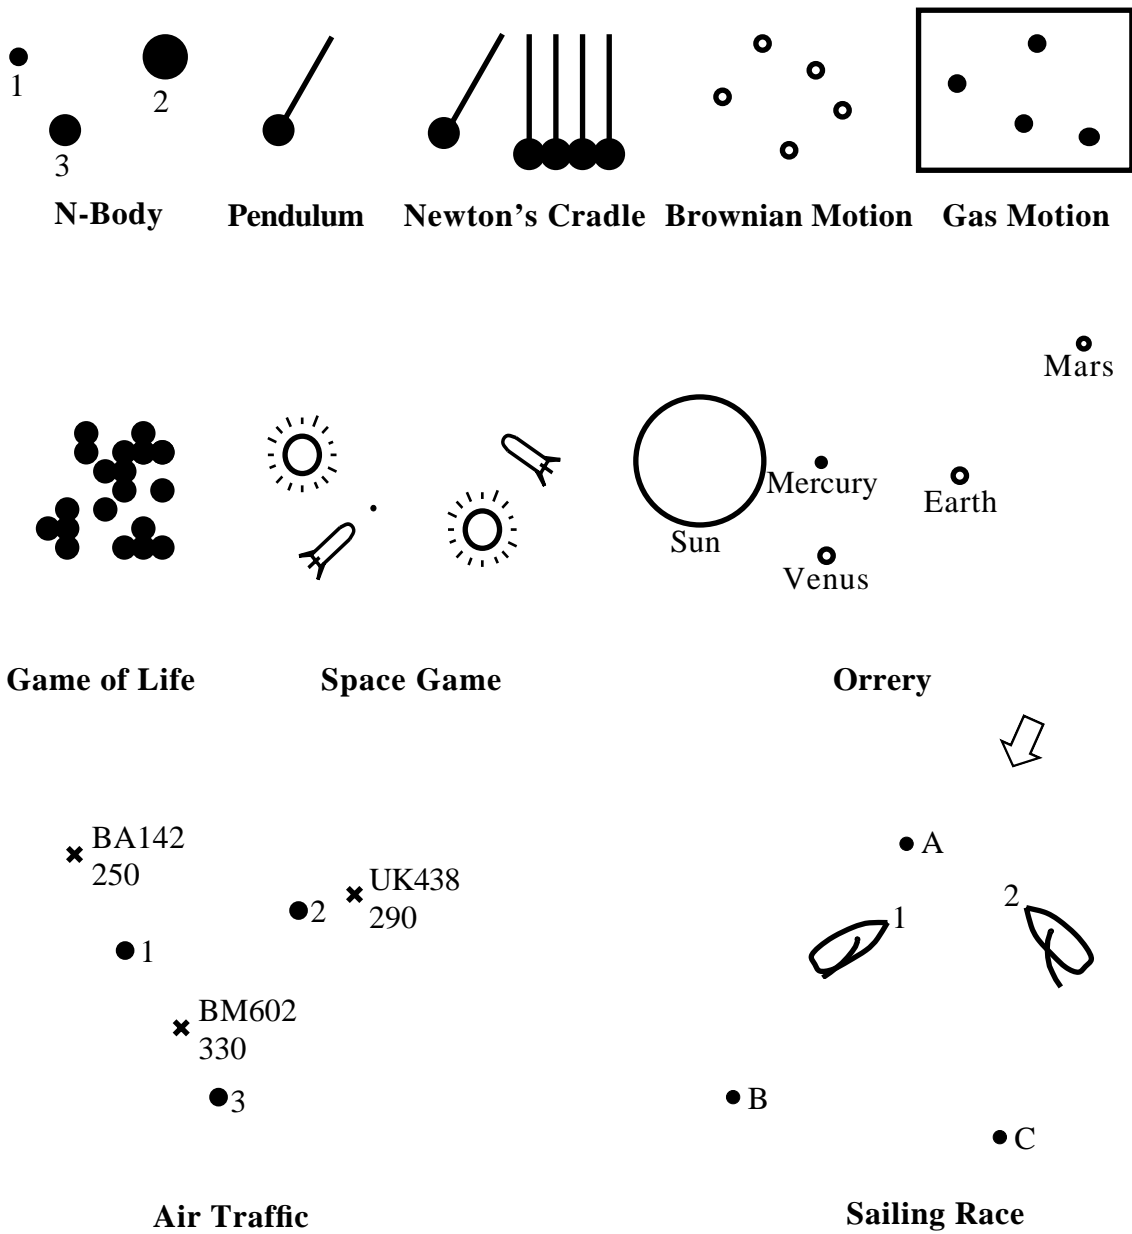 1
2
3
N-Body
Pendulum
Newton's Cradle
Brownian Motion
Gas Motion
Mars
Mercury
Earth
Sun
Venus
Game of Life
Space Game
Orrery
BA142
250
UK438
290
2
1
BM602
330
3
A
1
2
B
C
Air Traffic
Sailing Race